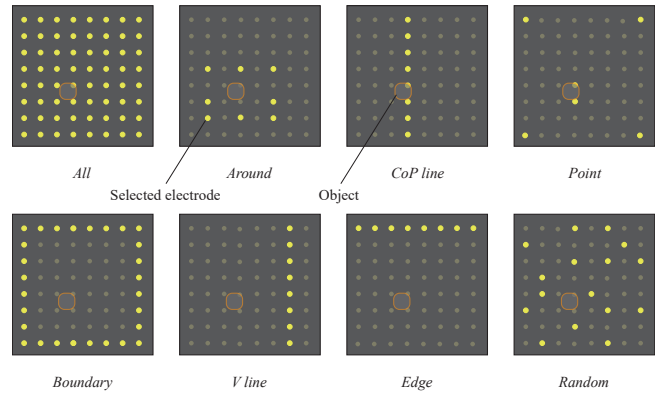 All Around CoP line Point
Selected electrode Object
Boundary V line Edge Random